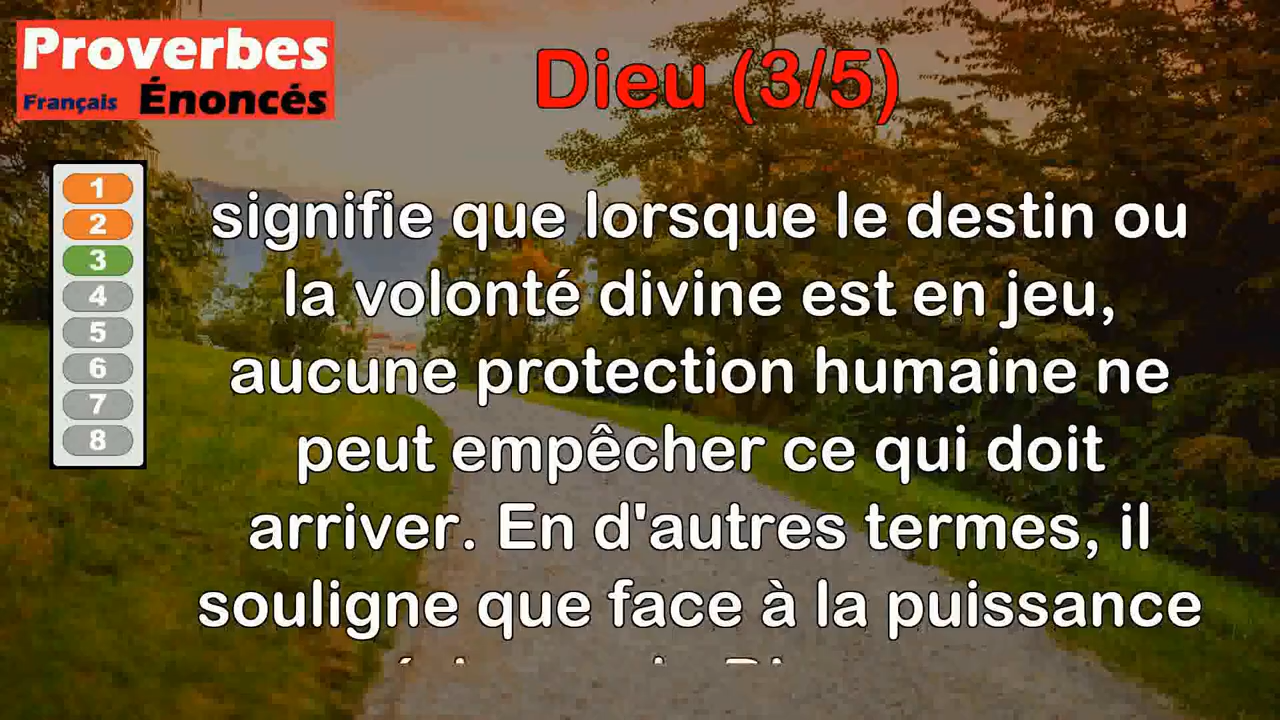 Proverbes
Français Énoncés
Dieu (3/5)
1
2
3
4
5
6
7
8
signifie que lorsque le destin ou
la volonté divine est en jeu,
aucune protection humaine ne
peut empêcher ce qui doit
arriver. En d'autres termes, il
souligne que face à la puissance